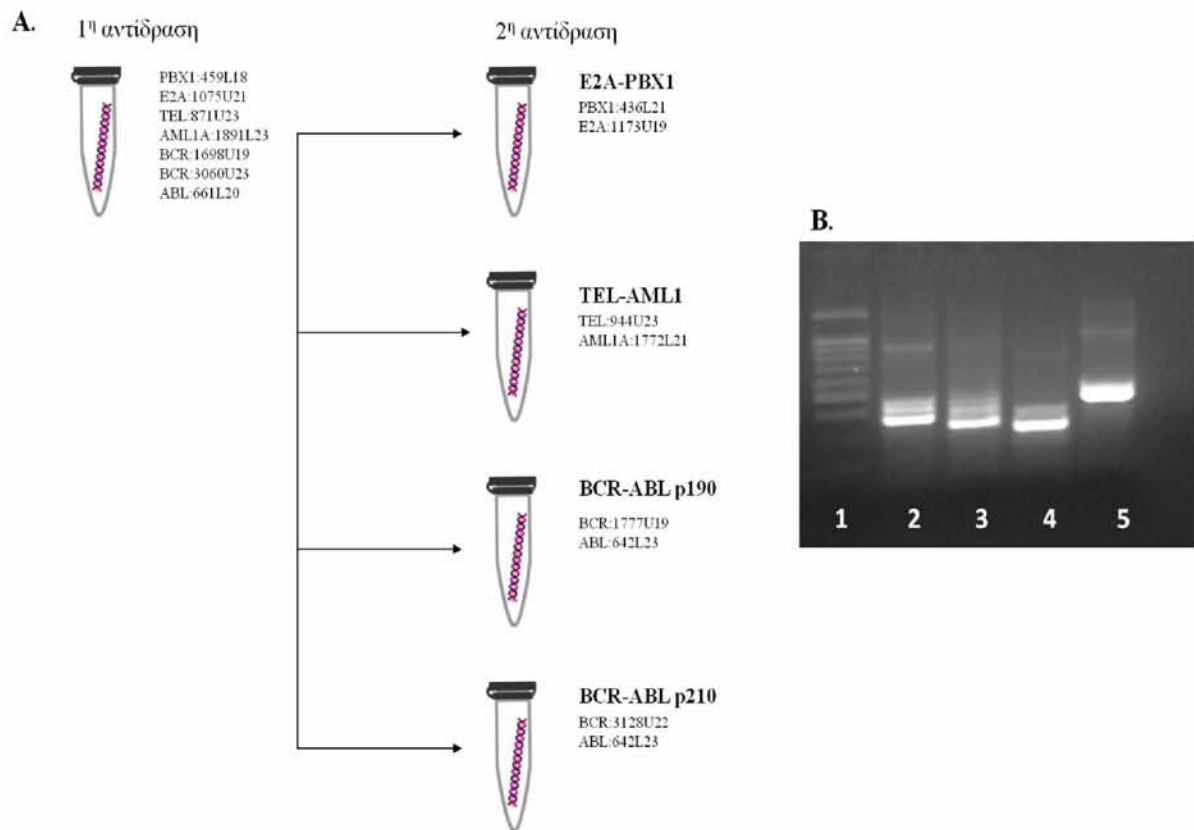 A.
1η αντίδραση
PBX1:459L18
E2A:1075U21
TEL:871U23
AML1A:1891L23
BCR:1698U19
BCR:3060U23
ABL:661L20
2η αντίδραση
E2A-PBX1
PBX1:436L21
E2A:1173U19
TEL-AML1
TEL:944U23
AML1A:1772L21
BCR-ABL p190
BCR:1777U19
ABL:642L23
BCR-ABL p210
BCR:3128U22
ABL:642L23
B.
1 2 3 4 5